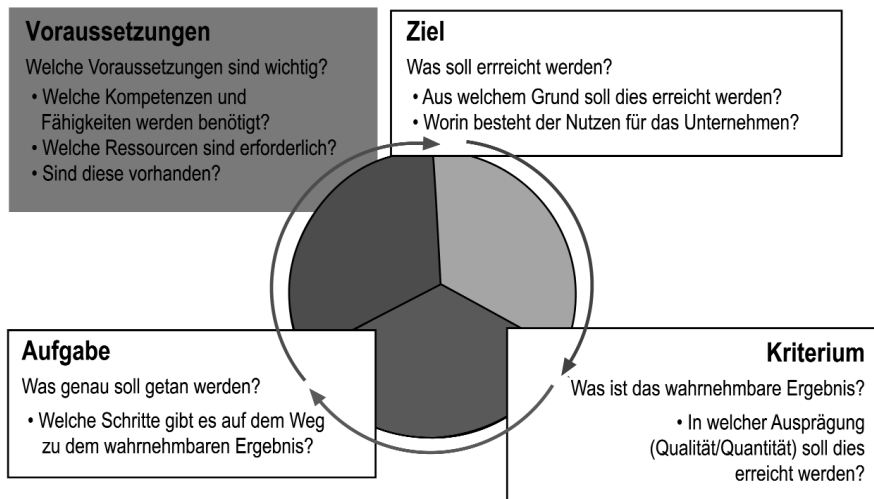 Voraussetzungen
Welche Voraussetzungen sind wichtig?
• Welche Kompetenzen und
Fähigkeiten werden benötigt?
• Welche Ressourcen sind erforderlich?
• Sind diese vorhanden?
Ziel
Was soll errreicht werden?
• Aus welchem Grund soll dies erreicht werden?
• Worin besteht der Nutzen für das Unternehmen?
Aufgabe
Was genau soll getan werden?
• Welche Schritte gibt es auf dem Weg
zu dem wahrnehmbaren Ergebnis?
Kriterium
Was ist das wahrnehmbare Ergebnis?
• In welcher Ausprägung
(Qualität/Quantität) soll dies
erreicht werden?